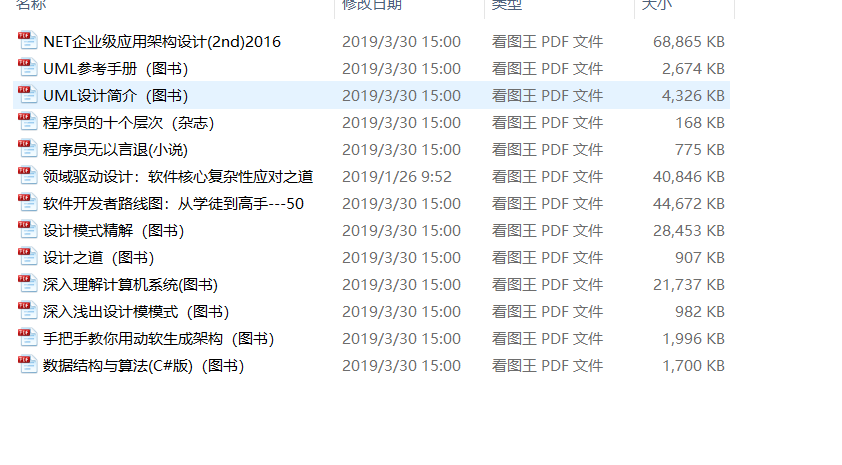 名称 修改日期 类型 大小
NET企业级应用架构设计(2nd)2016 2019/3/30 15:00 看图王 PDF 文件 68,865 KB
UML参考手册（图书） 2019/3/30 15:00 看图王 PDF 文件 2,674 KB
UML设计简介（图书） 2019/3/30 15:00 看图王 PDF 文件 4,326 KB
程序员的十个层次（杂志） 2019/3/30 15:00 看图王 PDF 文件 168 KB
程序员无以言退(小说) 2019/3/30 15:00 看图王 PDF 文件 775 KB
领域驱动设计：软件核心复杂性应对之道 2019/1/26 9:52 看图王 PDF 文件 40,846 KB
软件开发者路线图：从学徒到高手---50 2019/3/30 15:00 看图王 PDF 文件 44,672 KB
设计模式精解（图书） 2019/3/30 15:00 看图王 PDF 文件 28,453 KB
设计之道（图书） 2019/3/30 15:00 看图王 PDF 文件 907 KB
深入理解计算机系统(图书) 2019/3/30 15:00 看图王 PDF 文件 21,737 KB
深入浅出设计模模式（图书） 2019/3/30 15:00 看图王 PDF 文件 982 KB
手把手教你用动软生成架构（图书） 2019/3/30 15:00 看图王 PDF 文件 1,996 KB
数据结构与算法(C#版)（图书） 2019/3/30 15:00 看图王 PDF 文件 1,700 KB